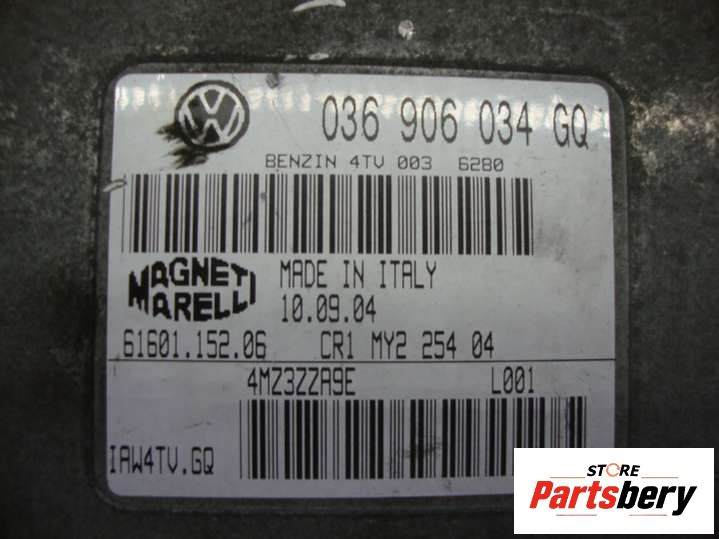 VW
036 906 034 GQ
BENZIN 4TV 003 6280
MAGNETI
MARELLI
MADE IN ITALY
10.09.04
61601.152.06 CR1 MY2 254 04
4MZ3ZZA9E L001
IAW4TV.GQ
STORE
Partsbery